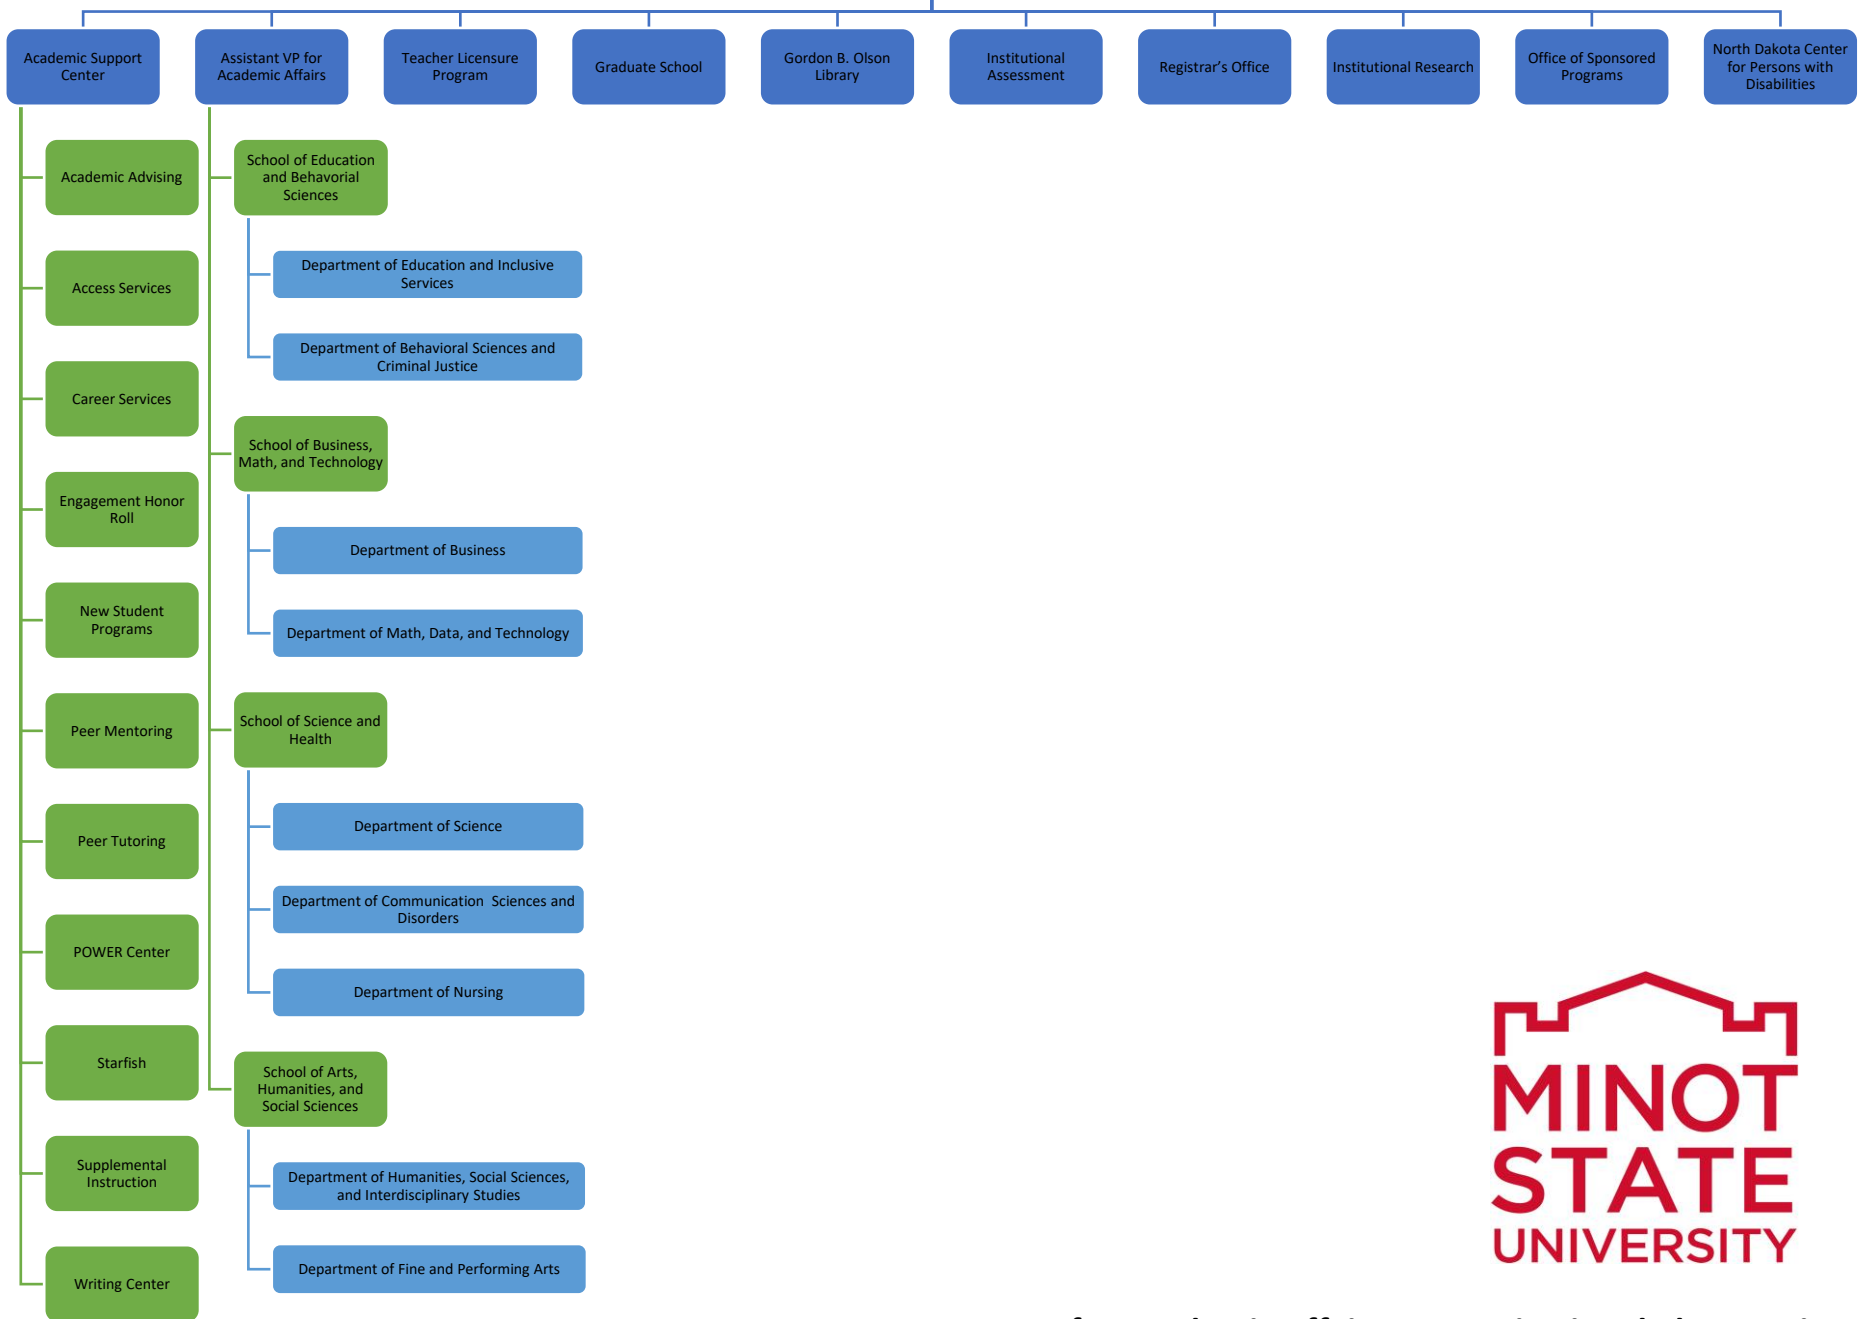 Academic Support
Center
Assistant VP for
Academic Affairs
Teacher Licensure
Program
Graduate School
Gordon B. Olson
Library
Institutional
Assessment
Registrar's Office
Institutional Research
Office of Sponsored
Programs
North Dakota Center
for Persons with
Disabilities
Academic Advising
Access Services
Career Services
Engagement Honor
Roll
New Student
Programs
Peer Mentoring
Peer Tutoring
POWER Center
Starfish
Supplemental
Instruction
Writing Center
School of Education
and Behavorial
Sciences
Department of Education and Inclusive
Services
Department of Behavioral Sciences and
Criminal Justice
School of Business,
Math, and Technology
Department of Business
Department of Math, Data, and Technology
School of Science and
Health
Department of Science
Department of Communication  Sciences and
Disorders
Department of Nursing
School of Arts,
Humanities, and
Social Sciences
Department of Humanities, Social Sciences,
and Interdisciplinary Studies
Department of Fine and Performing Arts
MINOT
STATE
UNIVERSITY